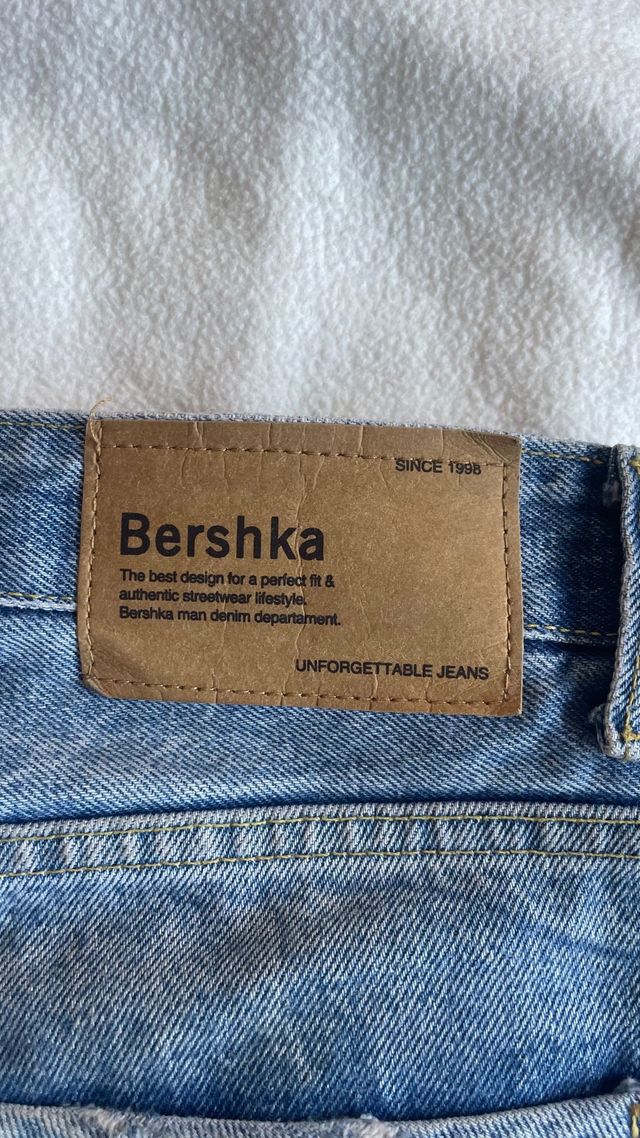 SINCE 1998
Bershka
The best design for a perfect fit &
authentic streetwear lifestyle.
Bershka man denim departament.
UNFORGETTABLE JEANS